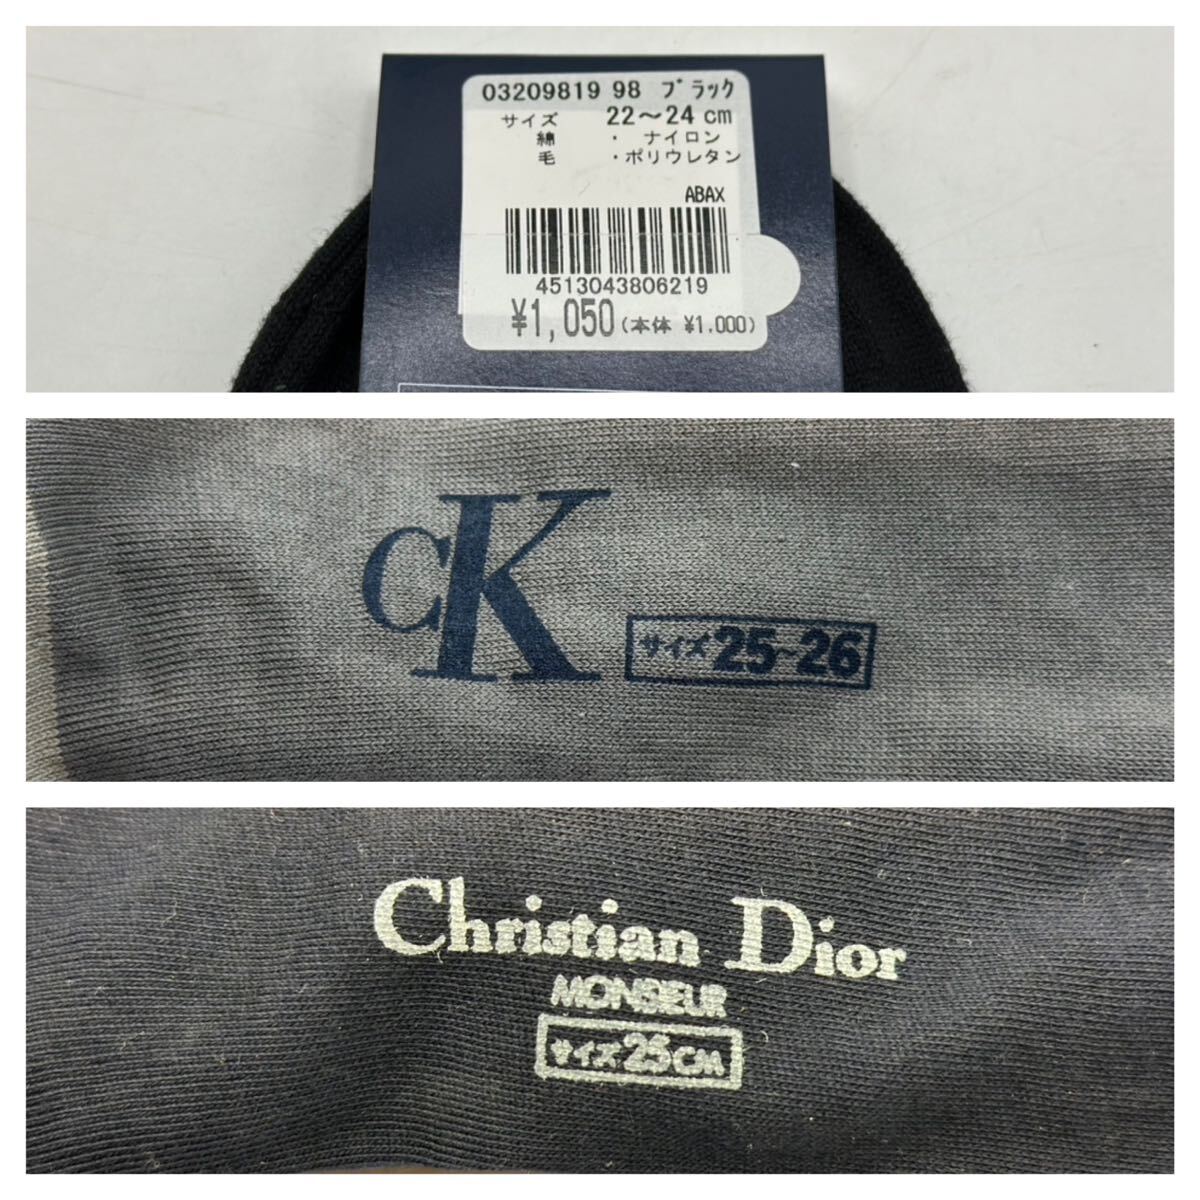 03209819 98 ブラック
サイズ 22～24 cm
綿 ・ ナイロン
毛 ・ポリウレタン
ABAX
4513043806219
¥1,050 (本体 ¥1.000)
cK
サイズ 25~26
Christian Dior
MONSIEUR
サイズ 25CM